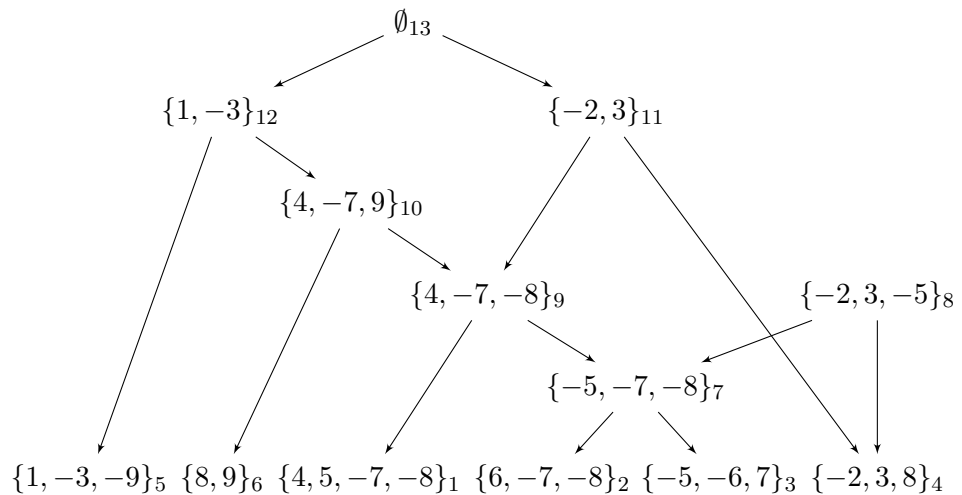 ∅₁₃
{1, −3}₁₂ {−2, 3}₁₁
{4, −7, 9}₁₀
{4, −7, −8}₉ {−2, 3, −5}₈
{−5, −7, −8}₇
{1, −3, −9}₅ {8, 9}₆ {4, 5, −7, −8}₁ {6, −7, −8}₂ {−5, −6, 7}₃ {−2, 3, 8}₄